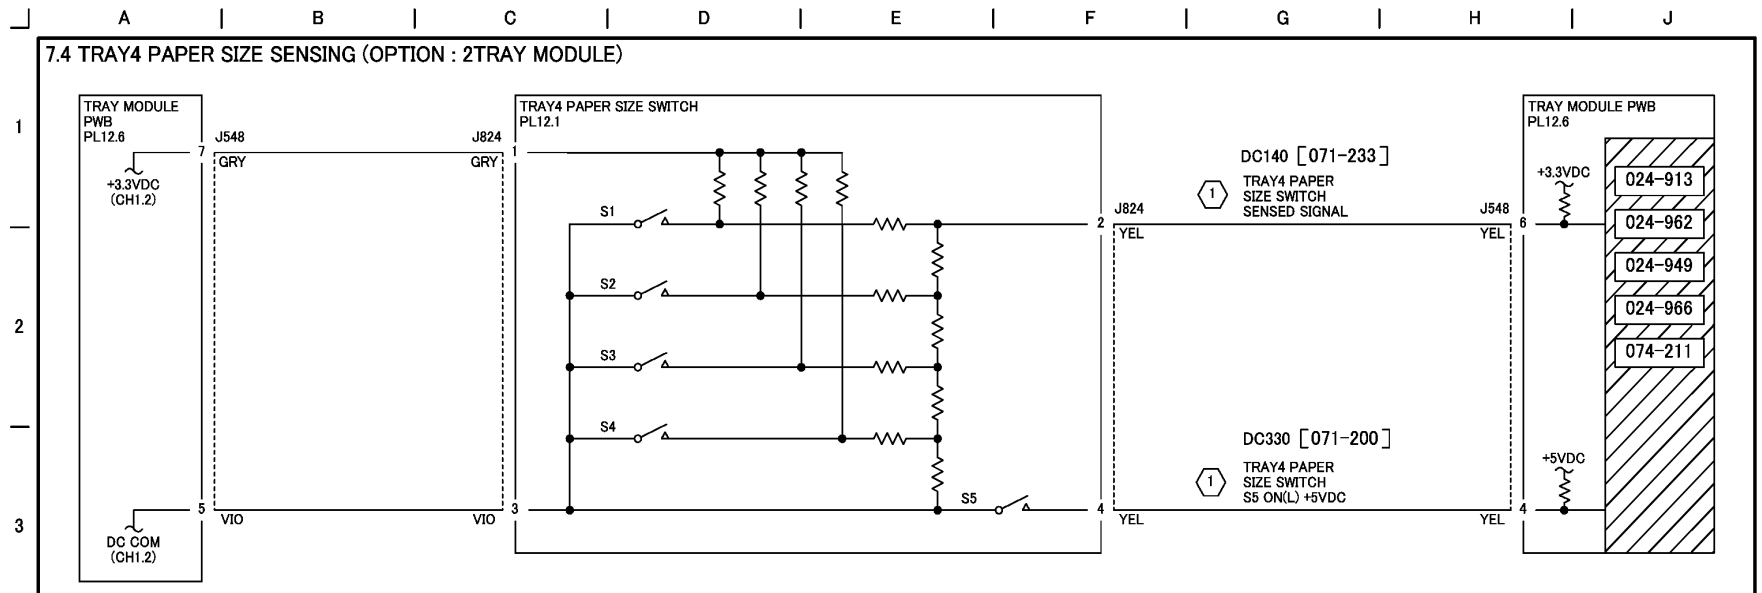 A B C D E F G H J
7.4 TRAY4 PAPER SIZE SENSING (OPTION : 2TRAY MODULE)
1
2
3
TRAY MODULE
PWB
PL12.6
7
J548
GRY
J824
GRY
1
+3.3VDC
(CH1.2)
5
VIO
VIO
3
DC COM
(CH1.2)
TRAY4 PAPER SIZE SWITCH
PL12.1
S1
S2
S3
S4
S5
2
J824
YEL
4
YEL
DC140 [071-233]
1
TRAY4 PAPER
SIZE SWITCH
SENSED SIGNAL
DC330 [071-200]
1
TRAY4 PAPER
SIZE SWITCH
S5 ON(L) +5VDC
J548
YEL
6
YEL
4
TRAY MODULE PWB
PL12.6
+3.3VDC
+5VDC
024-913
024-962
024-949
024-966
074-211